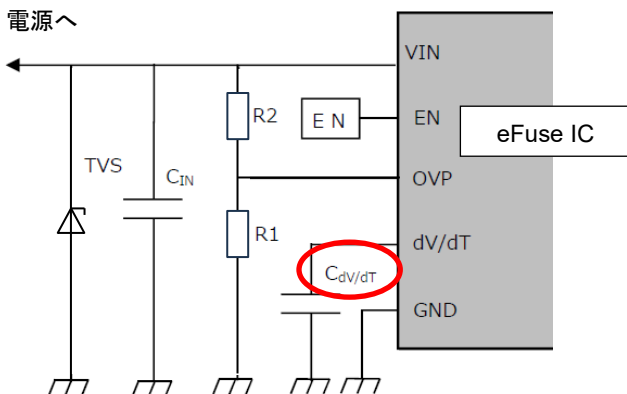 電源へ
VIN
R2
E N
EN
eFuse IC
TVS
CIN
OVP
R1
dV/dT
CdV/dT
GND